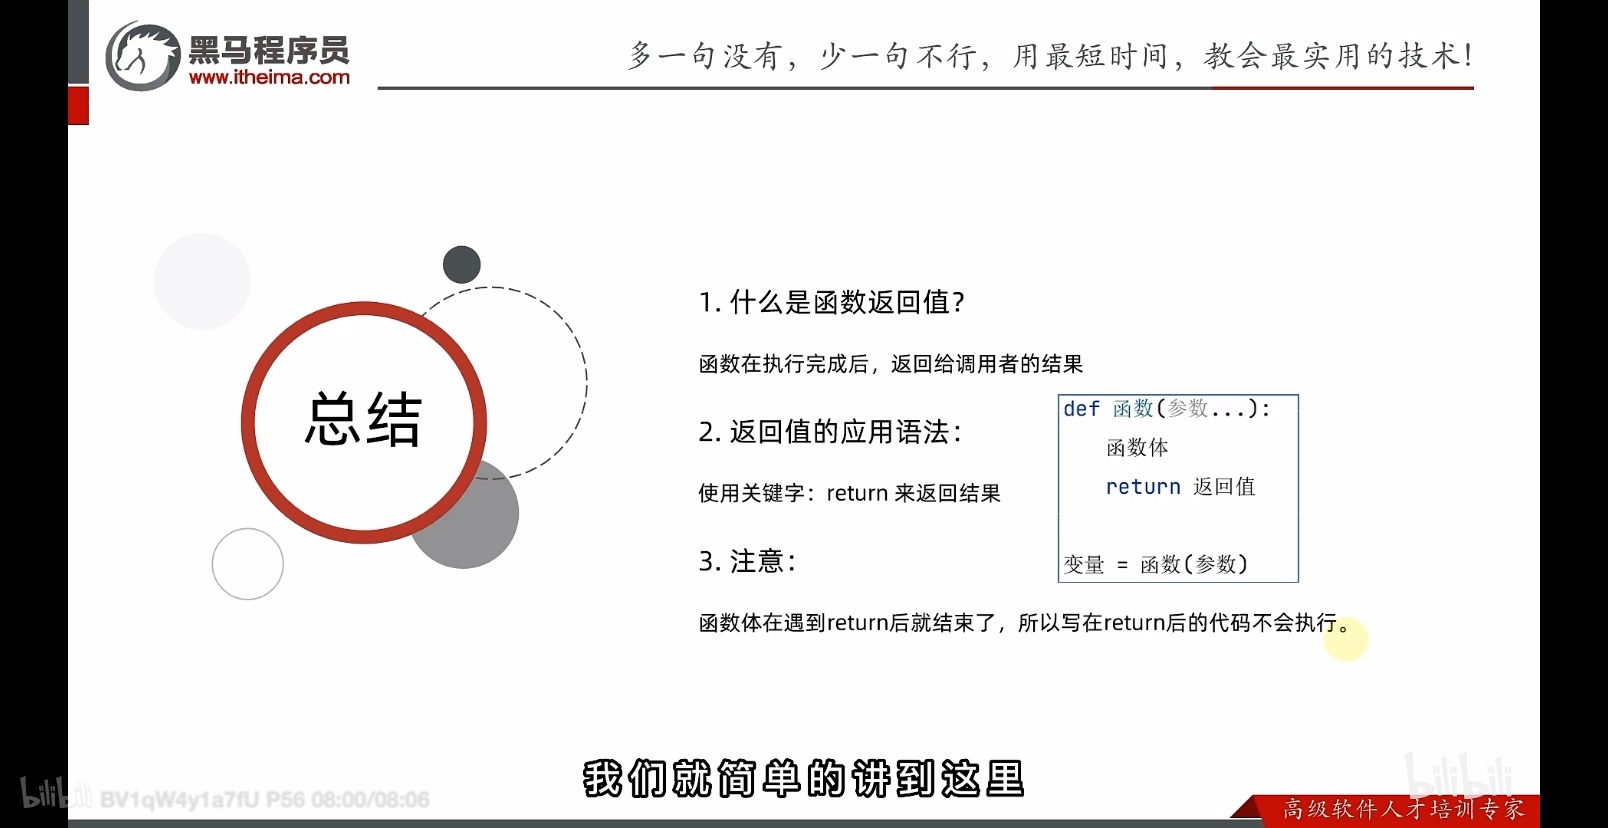 黑马程序员
www.itheima.com
多一句没有，少一句不行，用最短时间，教会最实用的技术！
总结
1. 什么是函数返回值？
函数在执行完成后，返回给调用者的结果
2. 返回值的应用语法：
使用关键字：return 来返回结果
def 函数(参数...):
函数体
return 返回值
变量 = 函数(参数)
3. 注意：
函数体在遇到return后就结束了，所以写在return后的代码不会执行。
我们就简单的讲到这里
bilibili BV1qW4y1a7fU P56 08:00/08:06
bilibili
高级软件人才培训专家